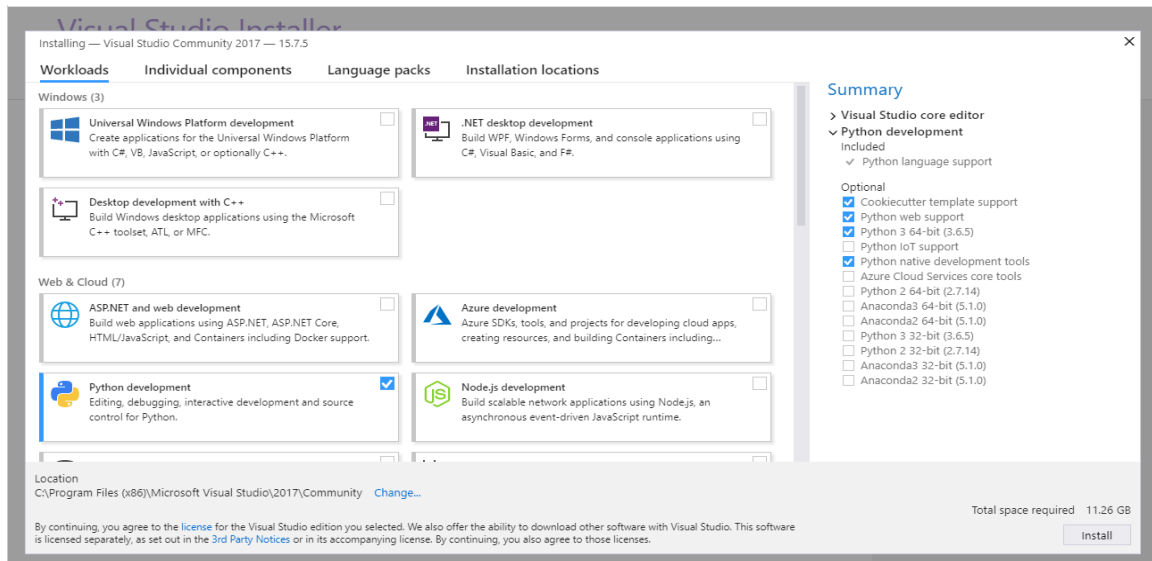 Visual Studio Installer
Installing — Visual Studio Community 2017 — 15.7.5
Workloads
Individual components
Language packs
Installation locations
Windows (3)
Universal Windows Platform development
Create applications for the Universal Windows Platform
with C#, VB, JavaScript, or optionally C++.
.NET
.NET desktop development
Build WPF, Windows Forms, and console applications using
C#, Visual Basic, and F#.
Desktop development with C++
Build Windows desktop applications using the Microsoft
C++ toolset, ATL, or MFC.
Web & Cloud (7)
ASP.NET and web development
Build web applications using ASP.NET, ASP.NET Core,
HTML/JavaScript, and Containers including Docker support.
Azure development
Azure SDKs, tools, and projects for developing cloud apps,
creating resources, and building Containers including...
Python development
Editing, debugging, interactive development and source
control for Python.
JS
Node.js development
Build scalable network applications using Node.js, an
asynchronous event-driven JavaScript runtime.
Summary
Visual Studio core editor
Python development
Included
Python language support
Optional
Cookiecutter template support
Python web support
Python 3 64-bit (3.6.5)
Python IoT support
Python native development tools
Azure Cloud Services core tools
Python 2 64-bit (2.7.14)
Anaconda3 64-bit (5.1.0)
Anaconda2 64-bit (5.1.0)
Python 3 32-bit (3.6.5)
Python 2 32-bit (2.7.14)
Anaconda3 32-bit (5.1.0)
Anaconda2 32-bit (5.1.0)
Location
C:\Program Files (x86)\Microsoft Visual Studio\2017\Community Change...
By continuing, you agree to the license for the Visual Studio edition you selected. We also offer the ability to download other software with Visual Studio. This software
is licensed separately, as set out in the 3rd Party Notices or in its accompanying license. By continuing, you also agree to those licenses.
Total space required 11.26 GB
Install